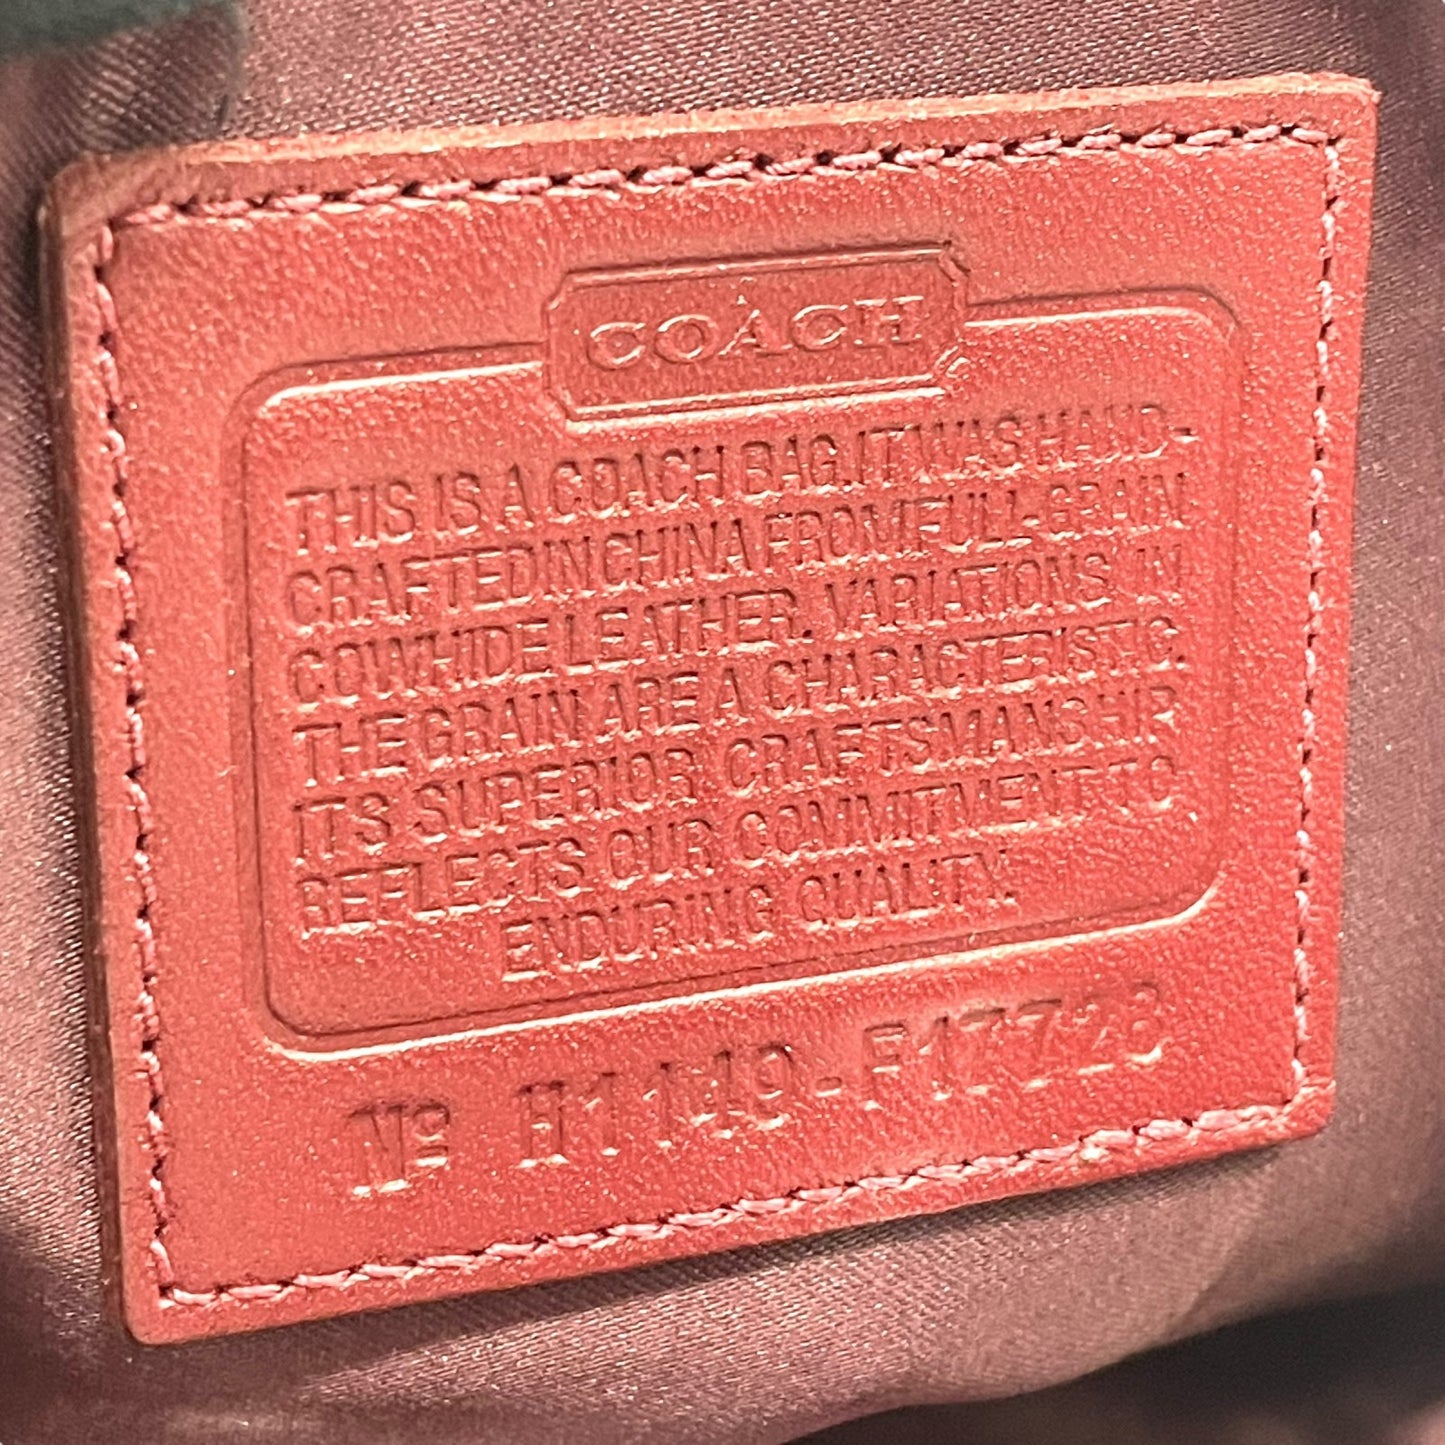 COACH
THIS IS A COACH BAG. IT WAS HAND-
CRAFTED IN CHINA FROM FULL-GRAIN
COWHIDE LEATHER. VARIATIONS IN
THE GRAIN ARE A CHARACTERISTIC.
ITS SUPERIOR CRAFTSMANSHIP
REFLECTS OUR COMMITMENT TO
ENDURING QUALITY.
Nº H1149-F17728